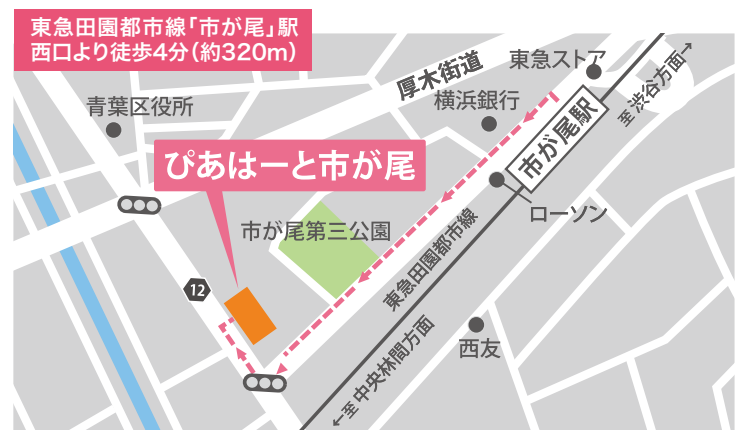 東急田園都市線「市が尾」駅
西口より徒歩4分（約320m）
東急ストア
厚木街道
至 渋谷方面→
横浜銀行
青葉区役所
市が尾駅
ぴあはーと市が尾
ローソン
市が尾第三公園
東急田園都市線
12
西友
←至 中央林間方面